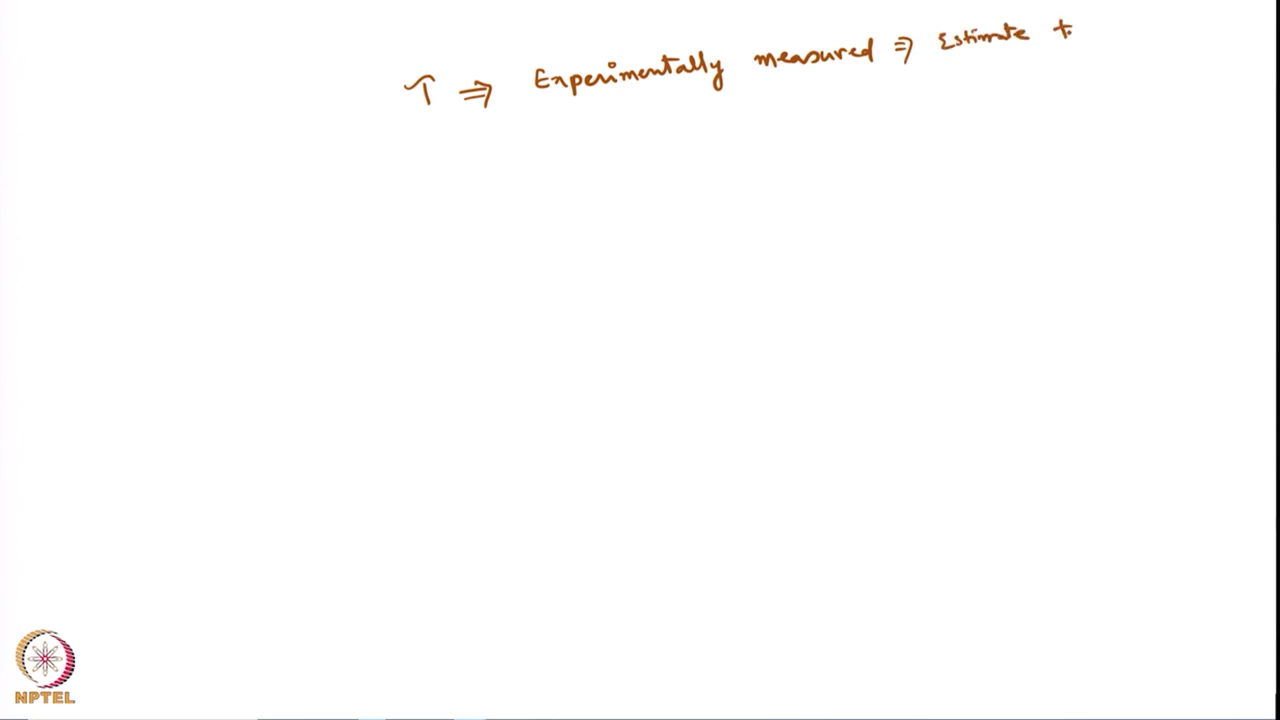 τ ⇒ Experimentally measured ⇒ Estimate t
NPTEL